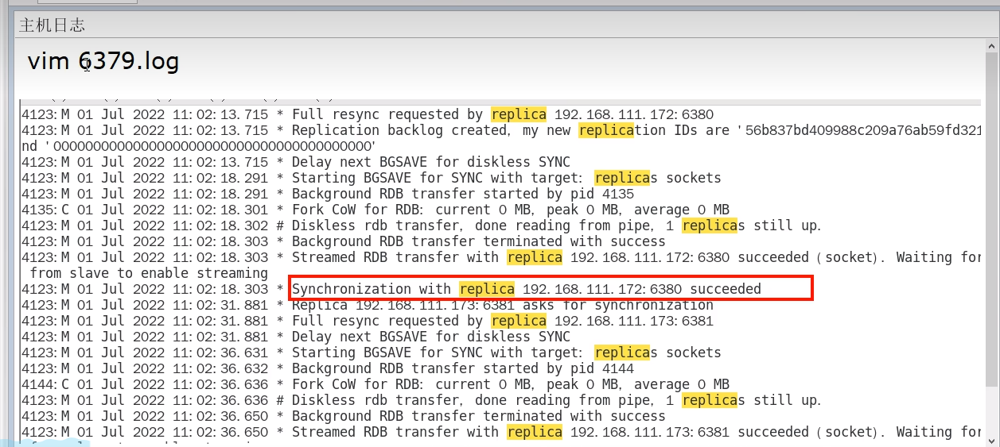 主机日志
vim 6379.log
4123:M 01 Jul 2022 11:02:13.715 * Full resync requested by replica 192.168.111.172:6380
4123:M 01 Jul 2022 11:02:13.715 * Replication backlog created, my new replication IDs are '56b837bd409988c209a76ab59fd321
nd '0000000000000000000000000000000000000000'
4123:M 01 Jul 2022 11:02:13.715 * Delay next BGSAVE for diskless SYNC
4123:M 01 Jul 2022 11:02:18.291 * Starting BGSAVE for SYNC with target: replicas sockets
4123:M 01 Jul 2022 11:02:18.291 * Background RDB transfer started by pid 4135
4135:C 01 Jul 2022 11:02:18.301 * Fork CoW for RDB: current 0 MB, peak 0 MB, average 0 MB
4123:M 01 Jul 2022 11:02:18.302 # Diskless rdb transfer, done reading from pipe, 1 replicas still up.
4123:M 01 Jul 2022 11:02:18.303 * Background RDB transfer terminated with success
4123:M 01 Jul 2022 11:02:18.303 * Streamed RDB transfer with replica 192.168.111.172:6380 succeeded (socket). Waiting for
from slave to enable streaming
4123:M 01 Jul 2022 11:02:18.303 * Synchronization with replica 192.168.111.172:6380 succeeded
4123:M 01 Jul 2022 11:02:31.881 * Replica 192.168.111.173:6381 asks for synchronization
4123:M 01 Jul 2022 11:02:31.881 * Full resync requested by replica 192.168.111.173:6381
4123:M 01 Jul 2022 11:02:31.881 * Delay next BGSAVE for diskless SYNC
4123:M 01 Jul 2022 11:02:36.631 * Starting BGSAVE for SYNC with target: replicas sockets
4123:M 01 Jul 2022 11:02:36.632 * Background RDB transfer started by pid 4144
4144:C 01 Jul 2022 11:02:36.636 * Fork CoW for RDB: current 0 MB, peak 0 MB, average 0 MB
4123:M 01 Jul 2022 11:02:36.636 # Diskless rdb transfer, done reading from pipe, 1 replicas still up.
4123:M 01 Jul 2022 11:02:36.650 * Background RDB transfer terminated with success
4123:M 01 Jul 2022 11:02:36.650 * Streamed RDB transfer with replica 192.168.111.173:6381 succeeded (socket). Waiting for